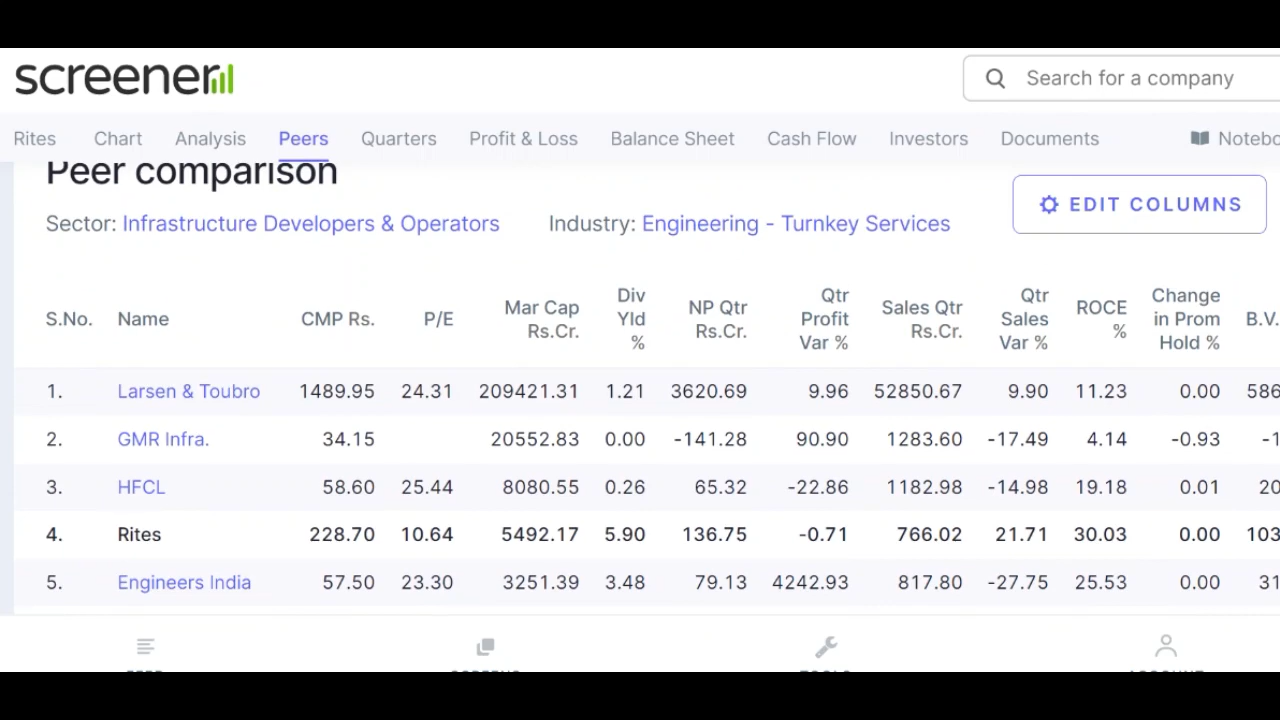 screener
Search for a company
Rites Chart Analysis Peers Quarters Profit & Loss Balance Sheet Cash Flow Investors Documents
Peer comparison
Sector: Infrastructure Developers & Operators Industry: Engineering - Turnkey Services
EDIT COLUMNS
S.No. Name CMP Rs. P/E Mar Cap Rs.Cr. Div Yld % NP Qtr Rs.Cr. Qtr Profit Var % Sales Qtr Rs.Cr. Qtr Sales Var % ROCE % Change in Prom Hold % B.V.
1. Larsen & Toubro 1489.95 24.31 209421.31 1.21 3620.69 9.96 52850.67 9.90 11.23 0.00 586
2. GMR Infra. 34.15 20552.83 0.00 -141.28 90.90 1283.60 -17.49 4.14 -0.93 -1
3. HFCL 58.60 25.44 8080.55 0.26 65.32 -22.86 1182.98 -14.98 19.18 0.01 20
4. Rites 228.70 10.64 5492.17 5.90 136.75 -0.71 766.02 21.71 30.03 0.00 103
5. Engineers India 57.50 23.30 3251.39 3.48 79.13 4242.93 817.80 -27.75 25.53 0.00 31